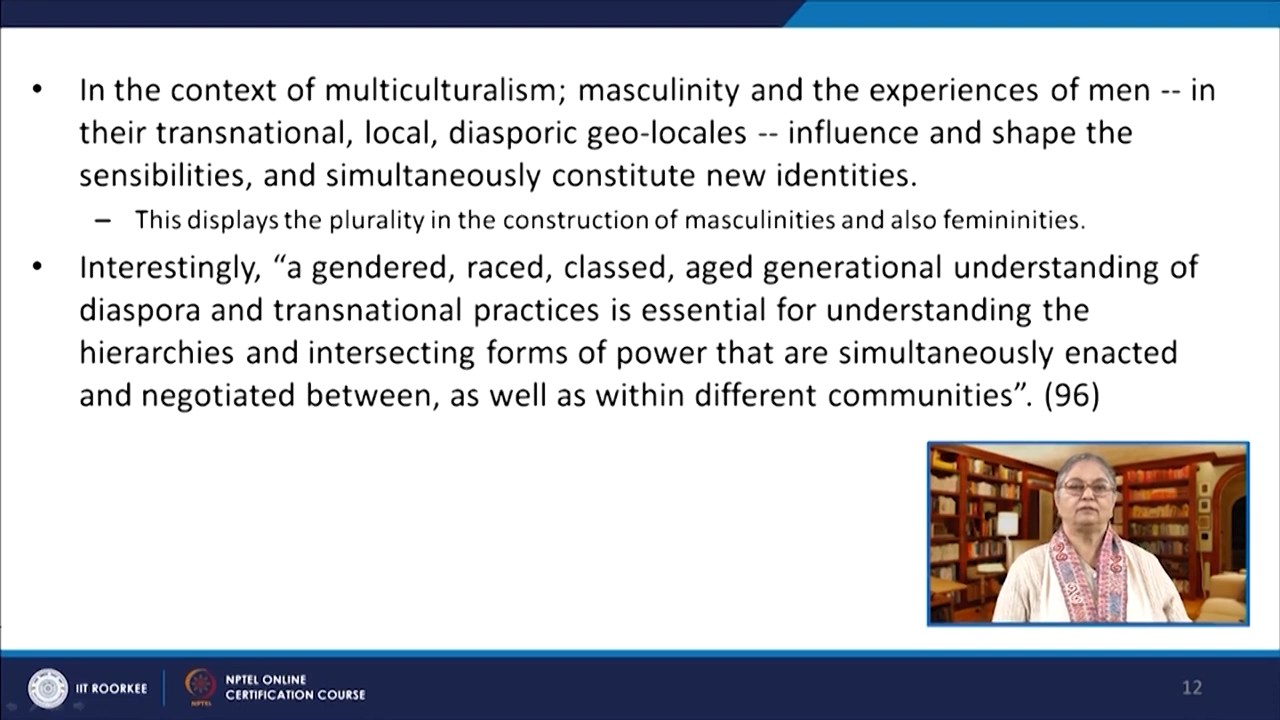 • In the context of multiculturalism; masculinity and the experiences of men -- in
their transnational, local, diasporic geo-locales -- influence and shape the
sensibilities, and simultaneously constitute new identities.
– This displays the plurality in the construction of masculinities and also femininities.
• Interestingly, “a gendered, raced, classed, aged generational understanding of
diaspora and transnational practices is essential for understanding the
hierarchies and intersecting forms of power that are simultaneously enacted
and negotiated between, as well as within different communities”. (96)
IIT ROORKEE
NPTEL
NPTEL ONLINE
CERTIFICATION COURSE
12